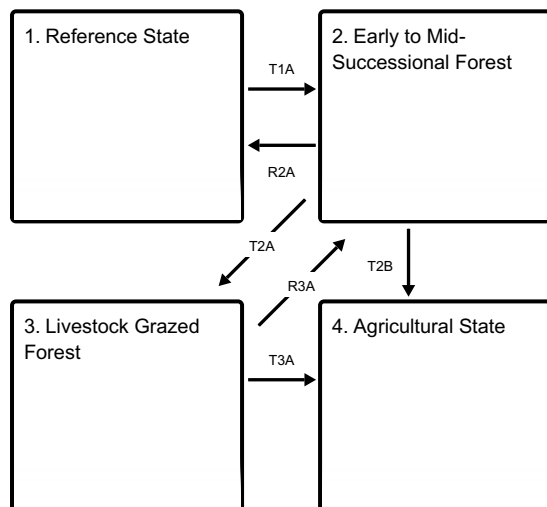 1. Reference State
2. Early to Mid-
Successional Forest
T1A
R2A
T2A
R3A
T2B
3. Livestock Grazed
Forest
4. Agricultural State
T3A